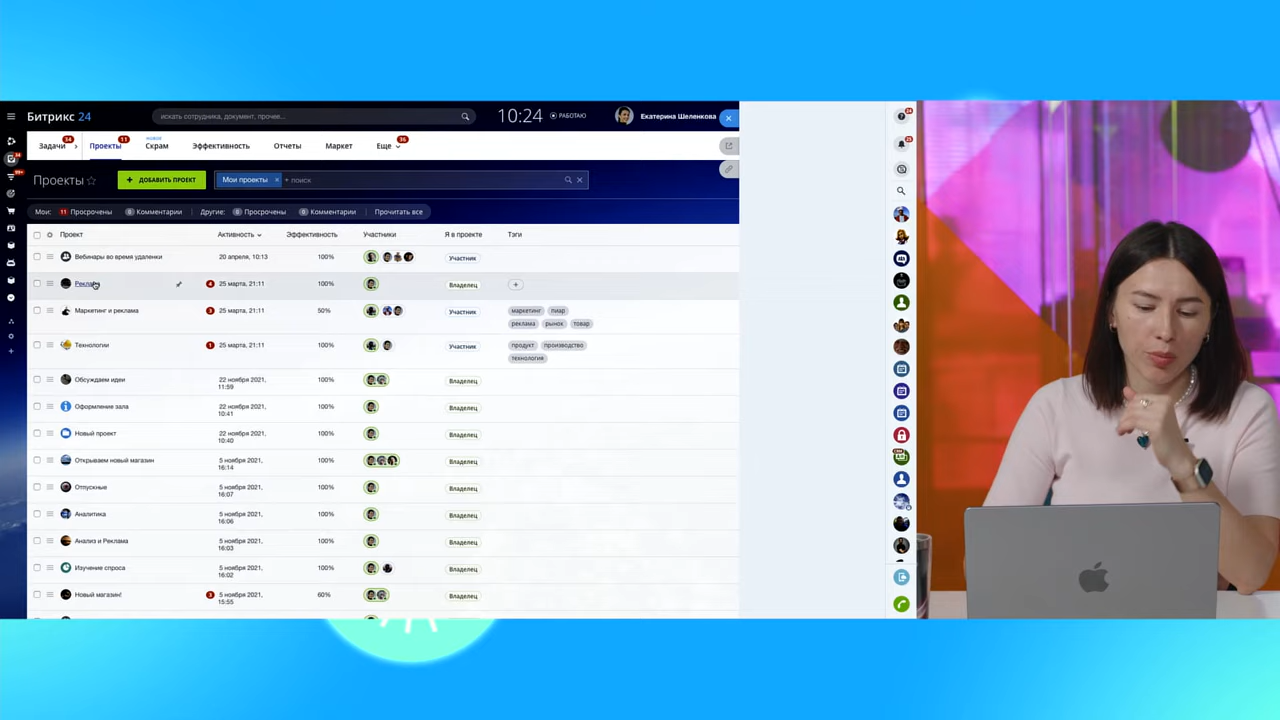 Битрикс 24
искать сотрудника, документ, прочее...
10:24
РАБОТАЮ
Екатерина Шеленкова
Задачи 34
Проекты 11
НОВОЕ
Скрам
Эффективность
Отчеты
Маркет
Еще 36
Проекты
+ ДОБАВИТЬ ПРОЕКТ
Мои проекты × + поиск
Мои: 11 Просрочены 0 Комментарии Другие: 0 Просрочены 0 Комментарии Прочитать все
Проект Активность Эффективность Участники Я в проекте Тэги
Вебинары во время удаленки 20 апреля, 10:13 100% Участник
Реклама 4 25 марта, 21:11 100% Владелец +
Маркетинг и реклама 3 25 марта, 21:11 50% Участник маркетинг пиар
реклама рынок товар
Технологии 1 25 марта, 21:11 100% Участник продукт производство
технология
Обсуждаем идеи 22 ноября 2021, 100% Владелец
11:59
Оформление зала 22 ноября 2021, 100% Владелец
10:41
Новый проект 22 ноября 2021, 100% Владелец
10:40
Открываем новый магазин 5 ноября 2021, 100% Владелец
16:14
Отпускные 5 ноября 2021, 100% Владелец
16:07
Аналитика 5 ноября 2021, 100% Владелец
16:06
Анализ и Реклама 5 ноября 2021, 100% Владелец
16:03
Изучение спроса 5 ноября 2021, 100% Владелец
16:02
Новый магазин! 3 5 ноября 2021, 60% Владелец
15:55